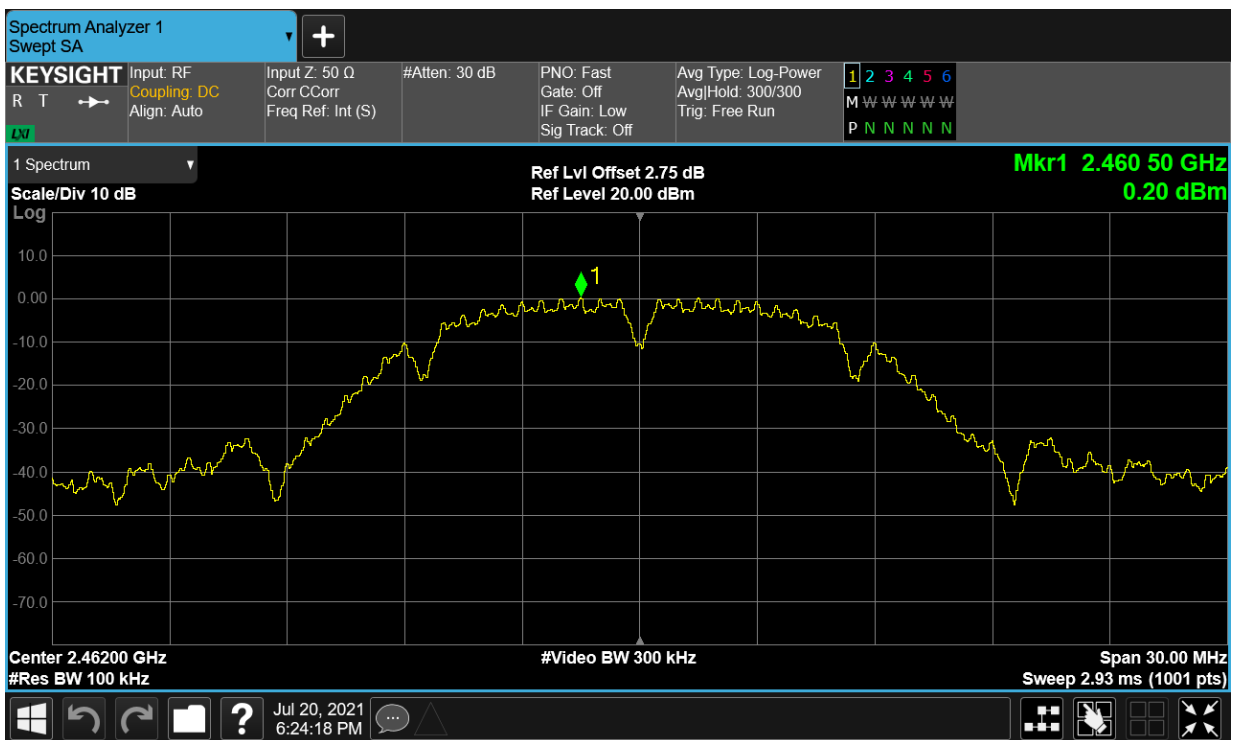 Spectrum Analyzer 1
Swept SA
KEYSIGHT
R T
LXI
Input: RF
Coupling: DC
Align: Auto
Input Z: 50 Ω
Corr CCorr
Freq Ref: Int (S)
#Atten: 30 dB
PNO: Fast
Gate: Off
IF Gain: Low
Sig Track: Off
Avg Type: Log-Power
Avg|Hold: 300/300
Trig: Free Run
1 2 3 4 5 6
M W W W W W
P N N N N N
1 Spectrum
Scale/Div 10 dB
Log
Ref Lvl Offset 2.75 dB
Ref Level 20.00 dBm
Mkr1 2.460 50 GHz
0.20 dBm
10.0
0.00
-10.0
-20.0
-30.0
-40.0
-50.0
-60.0
-70.0
1
Center 2.46200 GHz
#Res BW 100 kHz
#Video BW 300 kHz
Span 30.00 MHz
Sweep 2.93 ms (1001 pts)
?
Jul 20, 2021
6:24:18 PM